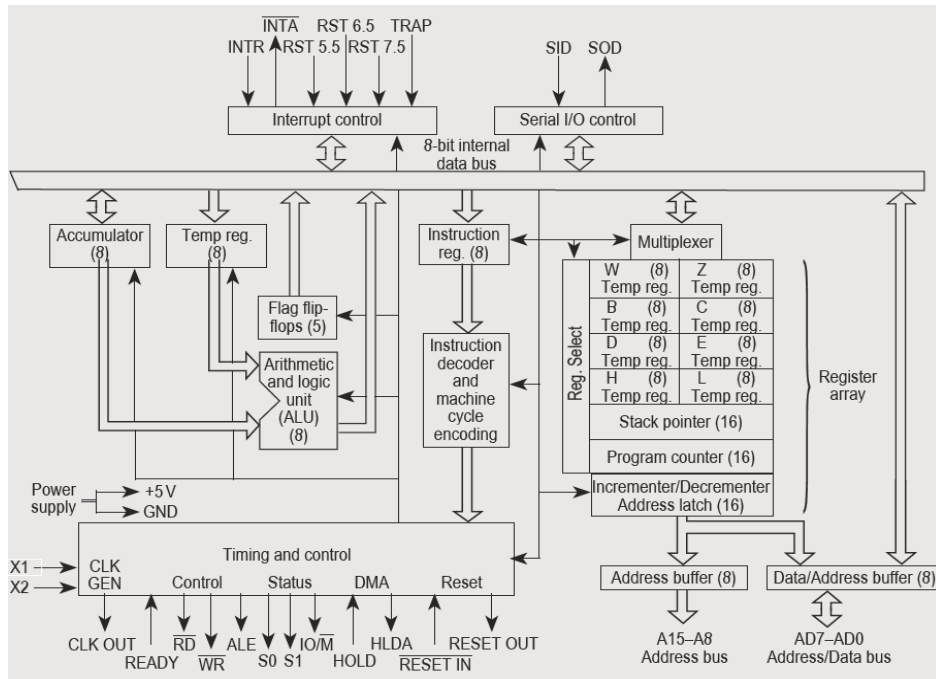 INTA RST 6.5 TRAP
INTR RST 5.5 RST 7.5
SID SOD
Interrupt control
Serial I/O control
8-bit internal
data bus
Accumulator
(8)
Temp reg.
(8)
Instruction
reg. (8)
Multiplexer
W (8)
Temp reg.
Z (8)
Temp reg.
B (8)
Temp reg.
C (8)
Temp reg.
D (8)
Temp reg.
E (8)
Temp reg.
H (8)
Temp reg.
L (8)
Temp reg.
Reg. Select
Stack pointer (16)
Program counter (16)
Incrementer/Decrementer
Address latch (16)
Register
array
Flag flip-
flops (5)
Arithmetic
and logic
unit
(ALU)
(8)
Instruction
decoder
and
machine
cycle
encoding
Power
supply
+5 V
GND
Timing and control
X1
X2
CLK
GEN
Control Status DMA Reset
CLK OUT
READY
RD
WR
ALE
S0
S1
IO/M
HOLD
HLDA
RESET IN
RESET OUT
Address buffer (8)
Data/Address buffer (8)
A15–A8
Address bus
AD7–AD0
Address/Data bus